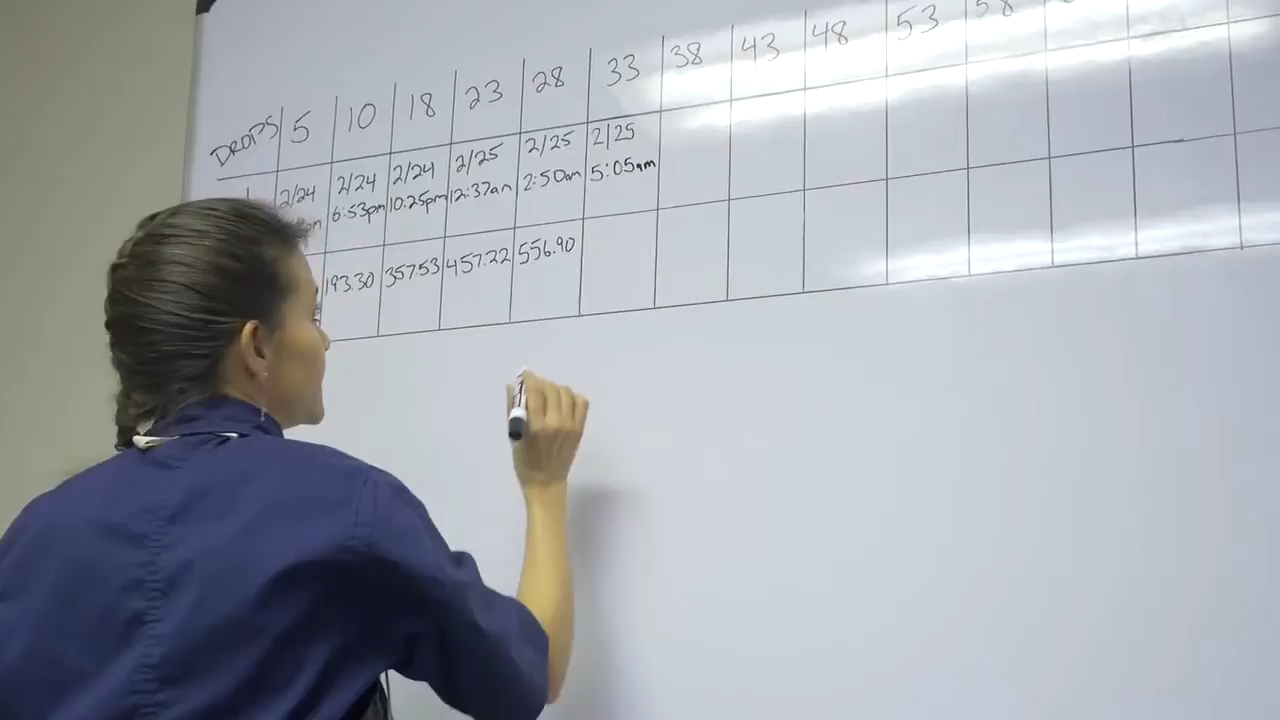 DROPS 5 10 18 23 28 33 38 43 48 53 58
2/24 2/24 2/24 2/25 2/25 2/25
6:53pm 10:25pm 12:37am 2:50am 5:05am
193.30 357.53 457.22 556.90